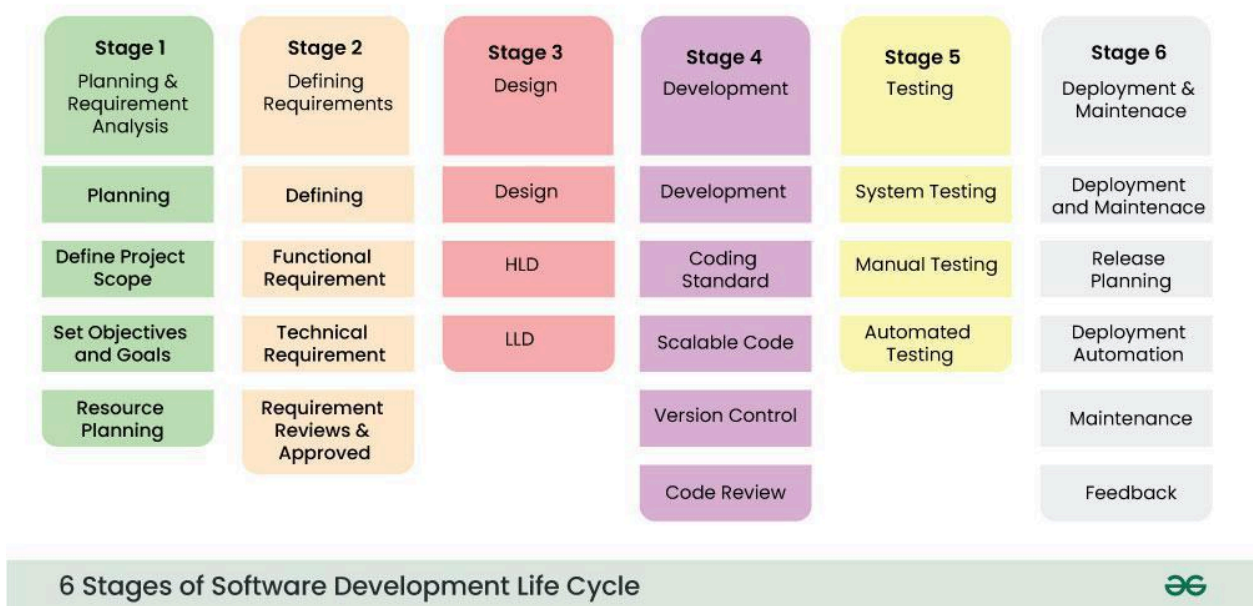 Stage 1
Planning &
Requirement
Analysis
Planning
Define Project
Scope
Set Objectives
and Goals
Resource
Planning
Stage 2
Defining
Requirements
Defining
Functional
Requirement
Technical
Requirement
Requirement
Reviews &
Approved
Stage 3
Design
Design
HLD
LLD
Stage 4
Development
Development
Coding
Standard
Scalable Code
Version Control
Code Review
Stage 5
Testing
System Testing
Manual Testing
Automated
Testing
Stage 6
Deployment &
Maintenace
Deployment
and Maintenace
Release
Planning
Deployment
Automation
Maintenance
Feedback
6 Stages of Software Development Life Cycle